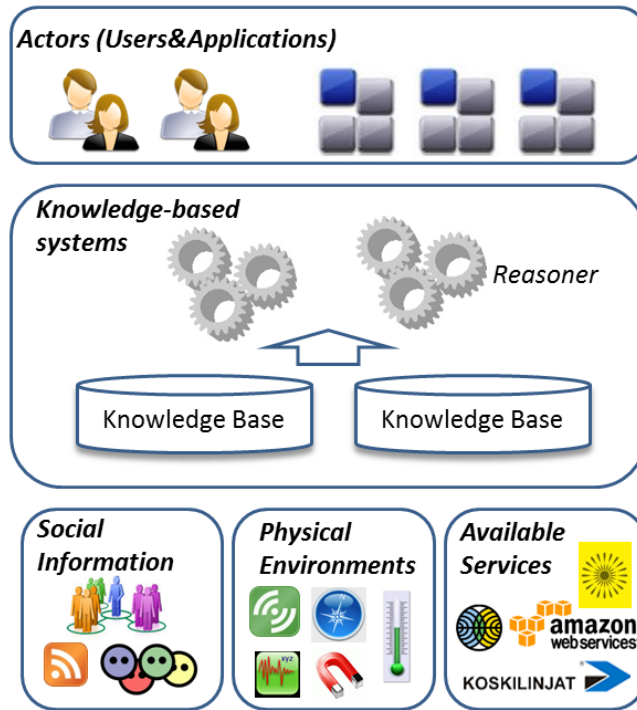 Actors (Users&Applications)
Knowledge-based
systems
Reasoner
Knowledge Base
Knowledge Base
Social
Information
Physical
Environments
Available
Services
N
xyz
amazon
webservices
KOSKILINJAT